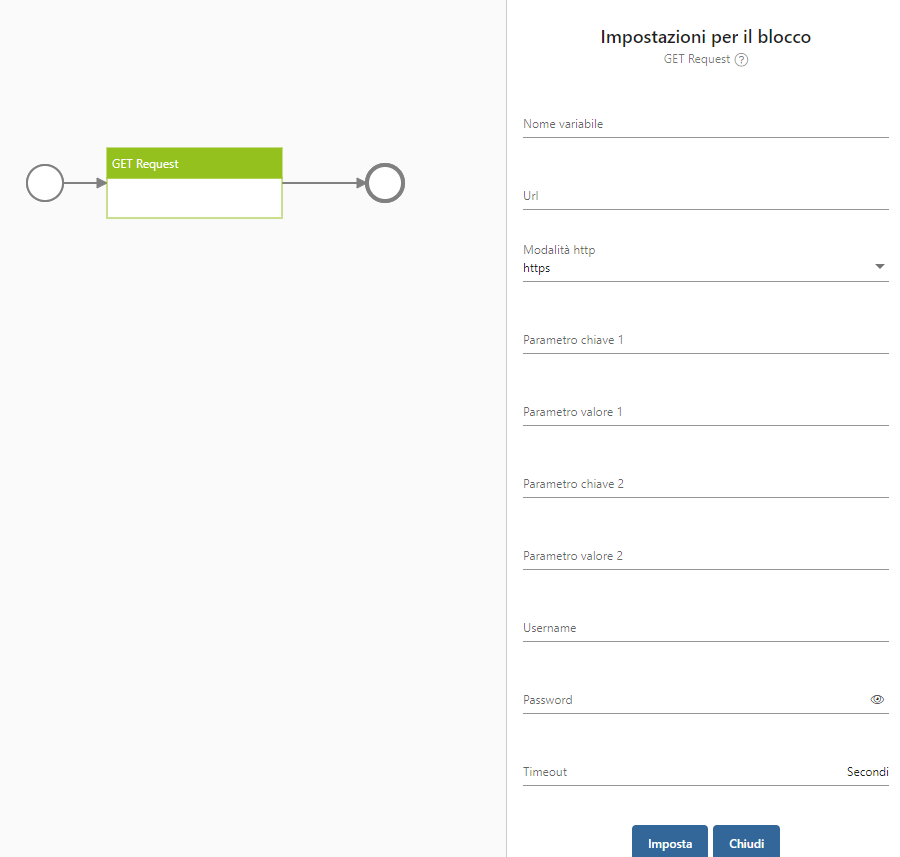 GET Request
Impostazioni per il blocco
GET Request ?
Nome variabile
Url
Modalità http
https
Parametro chiave 1
Parametro valore 1
Parametro chiave 2
Parametro valore 2
Username
Password
Timeout Secondi
Imposta Chiudi